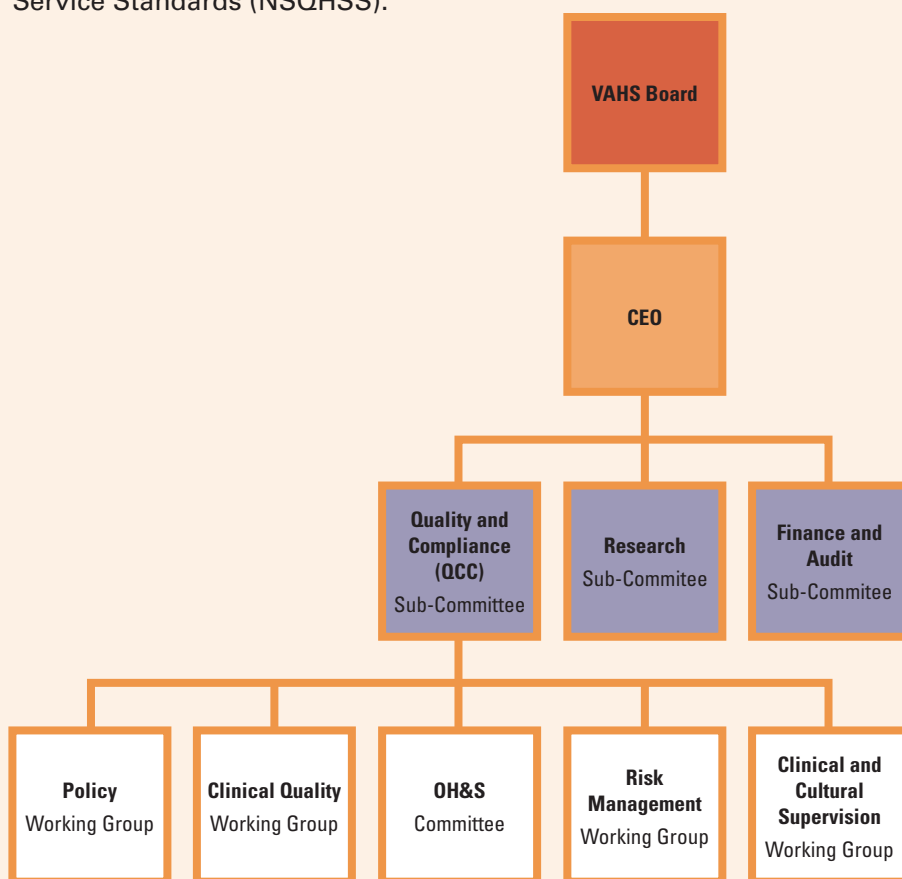 Service Standards (NSQHSS).
VAHS Board
CEO
Quality and
Compliance
(QCC)
Sub-Committee
Research
Sub-Commitee
Finance and
Audit
Sub-Commitee
Policy
Working Group
Clinical Quality
Working Group
OH&S
Committee
Risk
Management
Working Group
Clinical and
Cultural
Supervision
Working Group